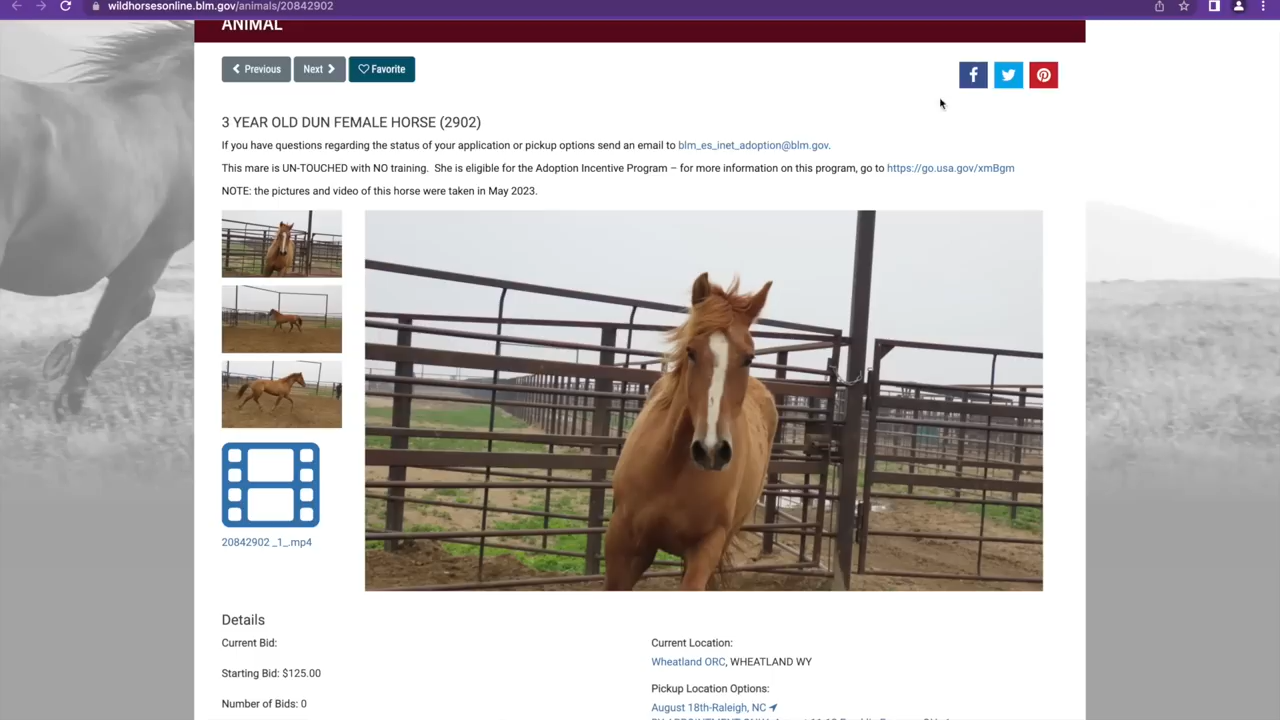 wildhorsesonline.blm.gov/animals/20842902
ANIMAL
Previous
Next
Favorite
3 YEAR OLD DUN FEMALE HORSE (2902)
If you have questions regarding the status of your application or pickup options send an email to blm_es_inet_adoption@blm.gov.
This mare is UN-TOUCHED with NO training. She is eligible for the Adoption Incentive Program – for more information on this program, go to https://go.usa.gov/xmBgm
NOTE: the pictures and video of this horse were taken in May 2023.
20842902 _1_.mp4
Details
Current Bid:
Starting Bid: $125.00
Number of Bids: 0
Current Location:
Wheatland ORC, WHEATLAND WY
Pickup Location Options:
August 18th-Raleigh, NC